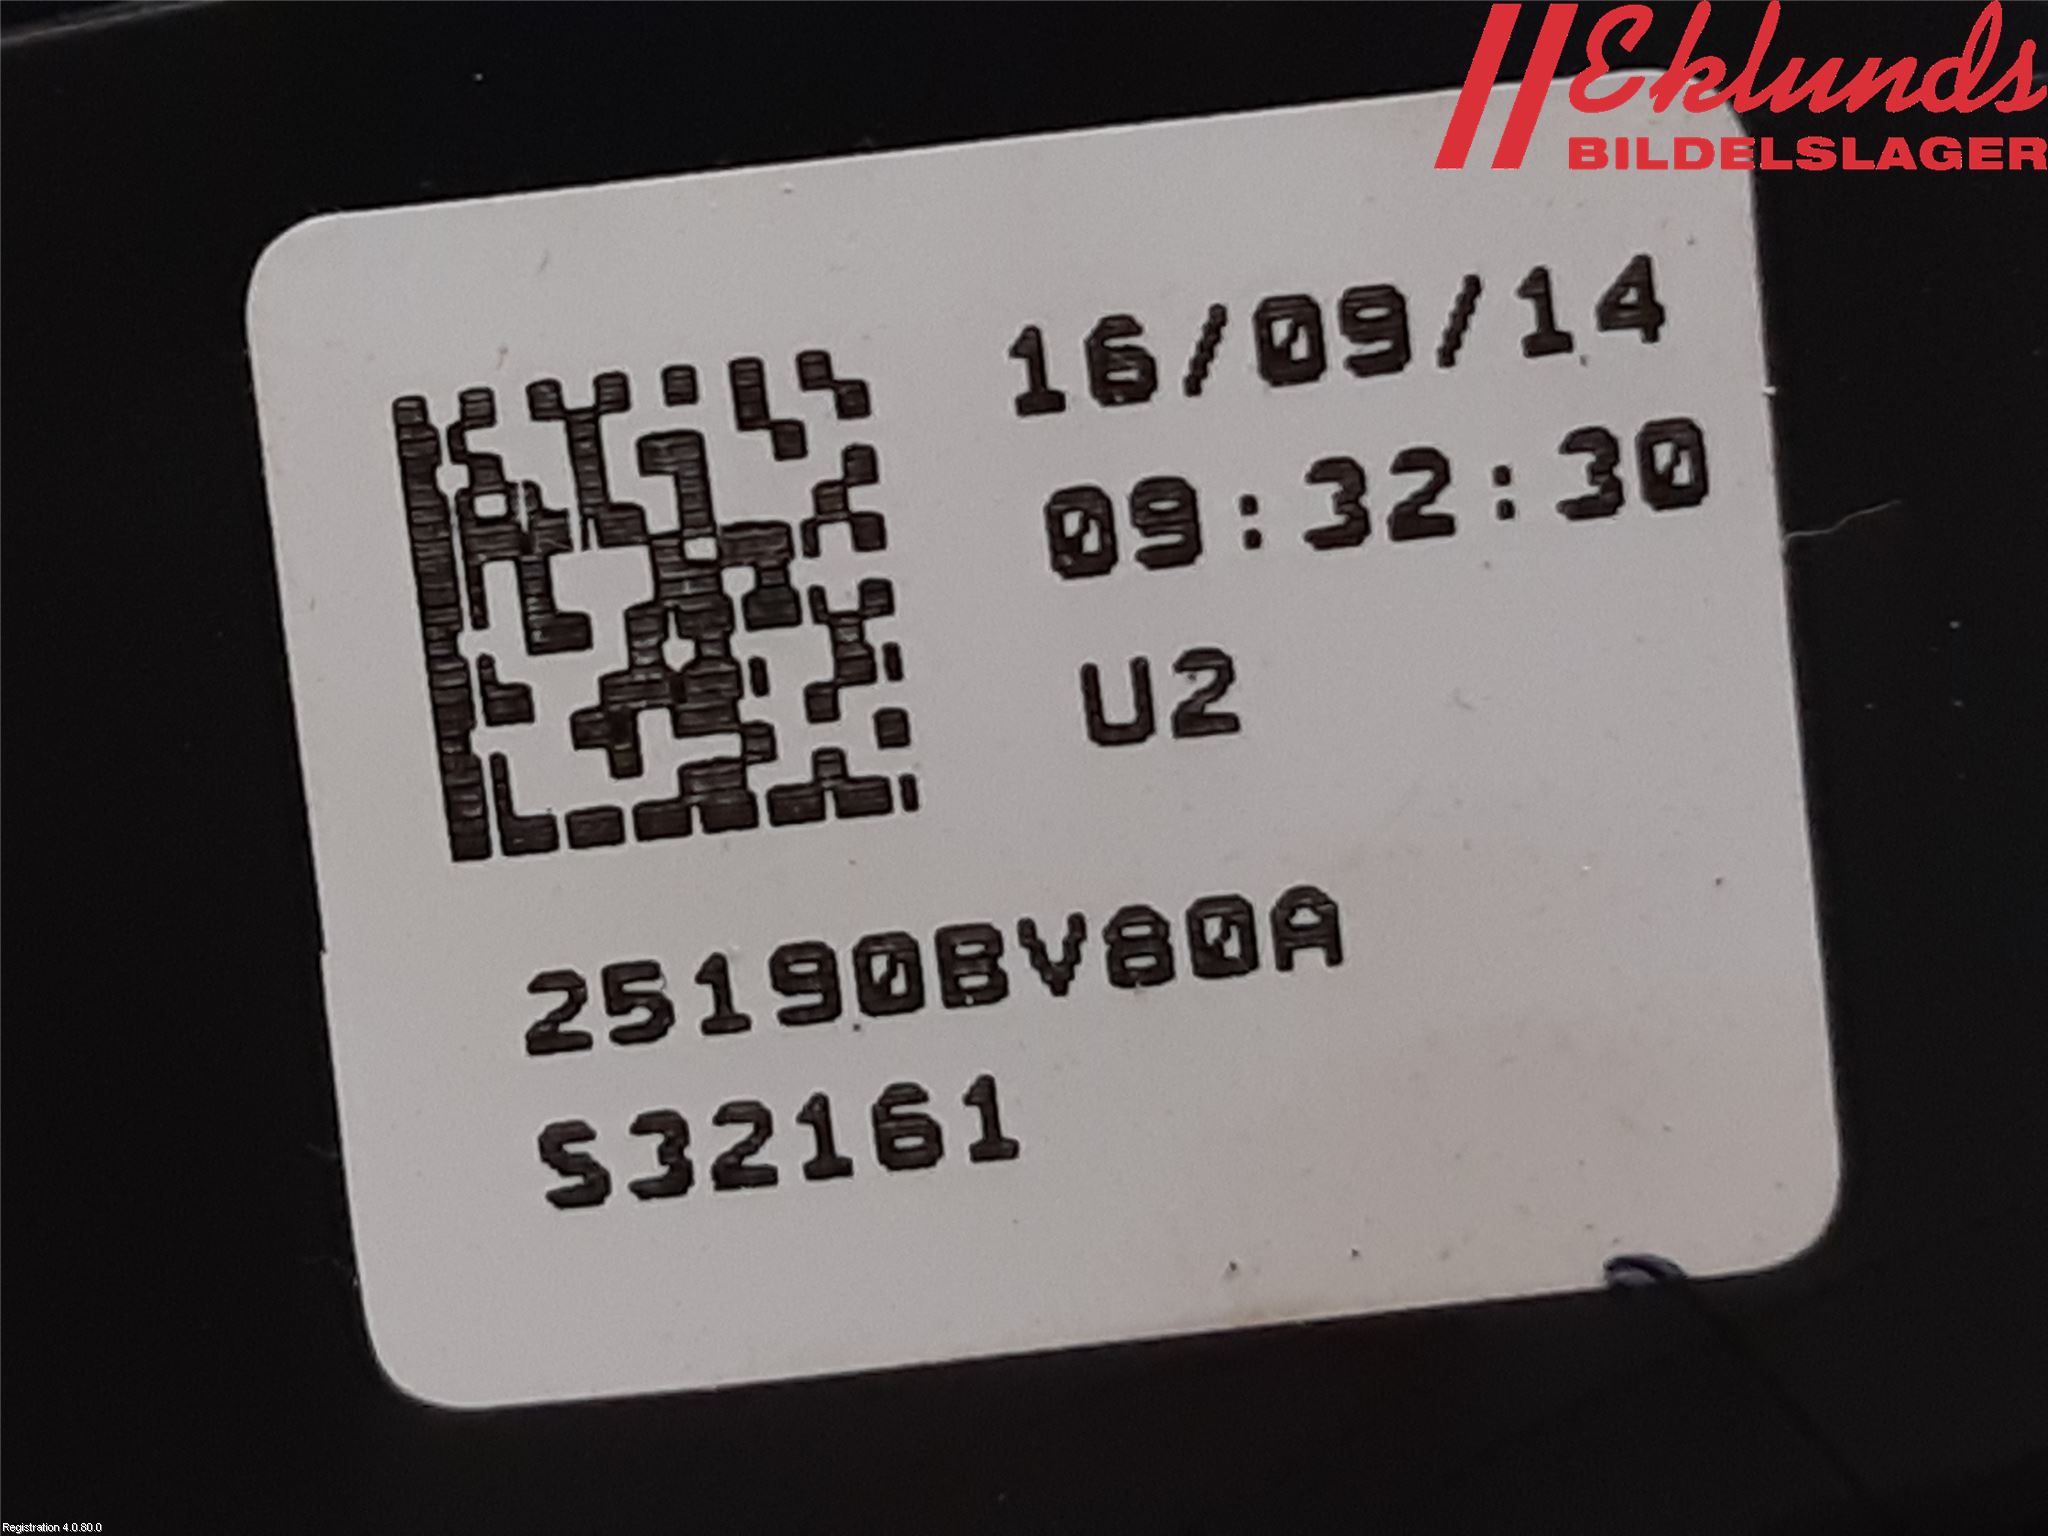 Eklunds
BILDELSLAGER
16/09/14
09:32:30
U2
25190BV80A
S32161
Registration 4.0.80.0